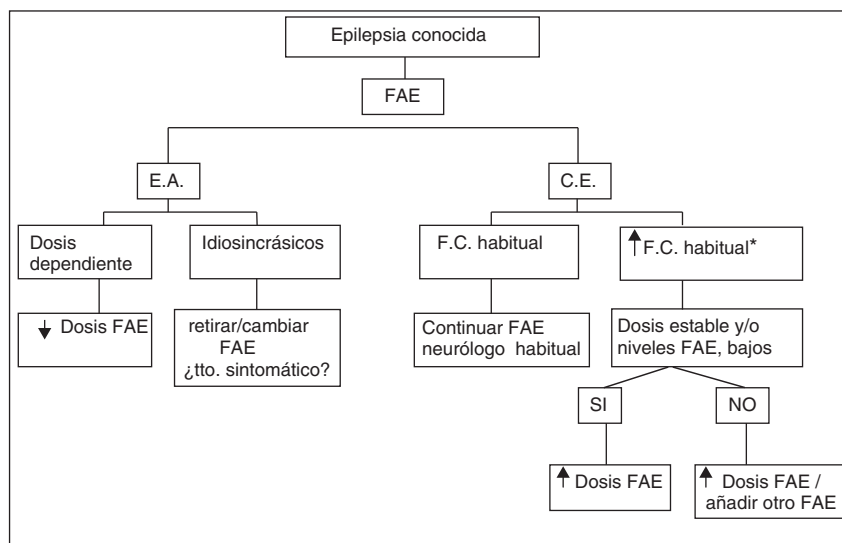 Epilepsia conocida
FAE
E.A.
C.E.
Dosis
dependiente
Idiosincrásicos
F.C. habitual
↑ F.C. habitual*
↓ Dosis FAE
retirar/cambiar
FAE
¿tto. sintomático?
Continuar FAE
neurólogo habitual
Dosis estable y/o
niveles FAE, bajos
SI
NO
↑ Dosis FAE
↑ Dosis FAE /
añadir otro FAE